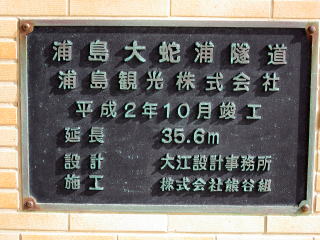 浦島大蛇浦隧道
浦島観光株式会社
平成2年10月竣工
延長 35.6m
設計 大江設計事務所
施工 株式会社熊谷組